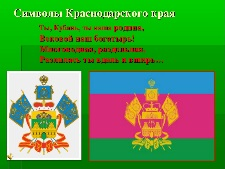 Символы Краснодарского края
Ты, Кубань, ты наша родина,
Вековой наш богатырь!
Многоводная, раздольная,
Разлилась ты вдаль и вширь…